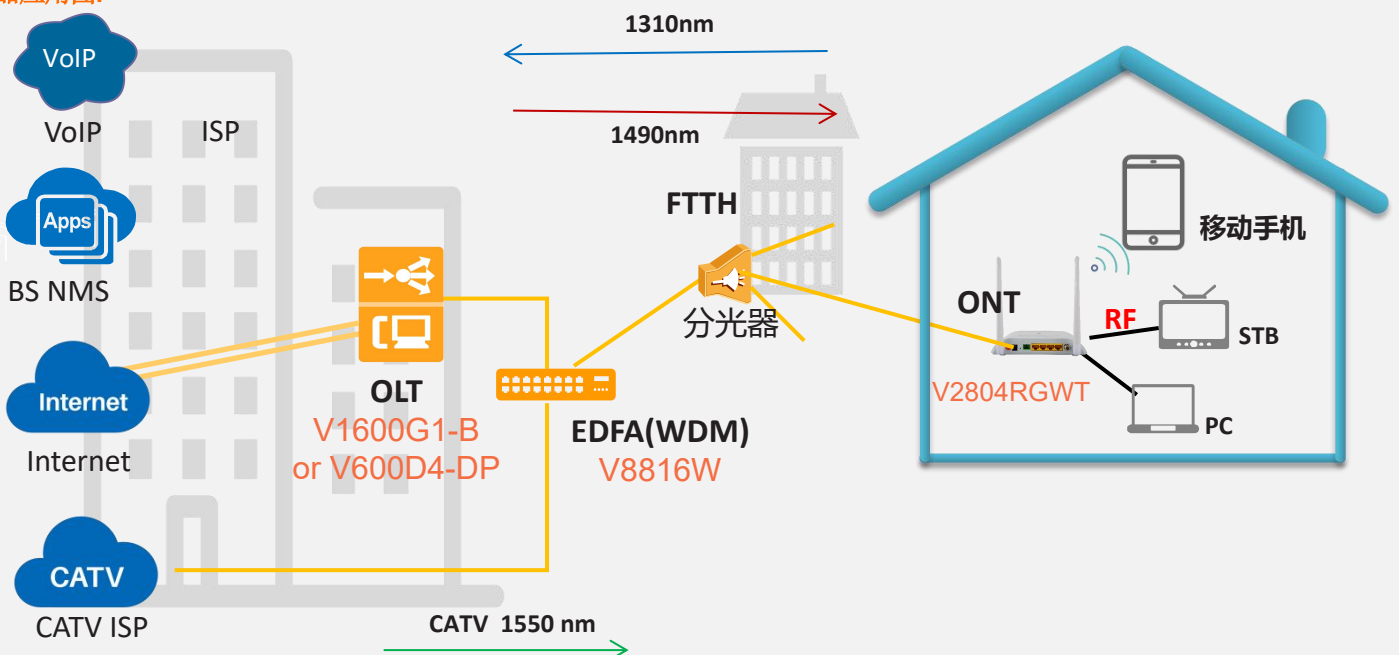 1310nm
VoIP
VoIP
ISP
1490nm
FTTH
移动手机
Apps
BS NMS
分光器
ONT
RF
STB
V2804RGWT
PC
Internet
Internet
OLT
V1600G1-B
or V600D4-DP
EDFA(WDM)
V8816W
CATV
CATV ISP
CATV 1550 nm